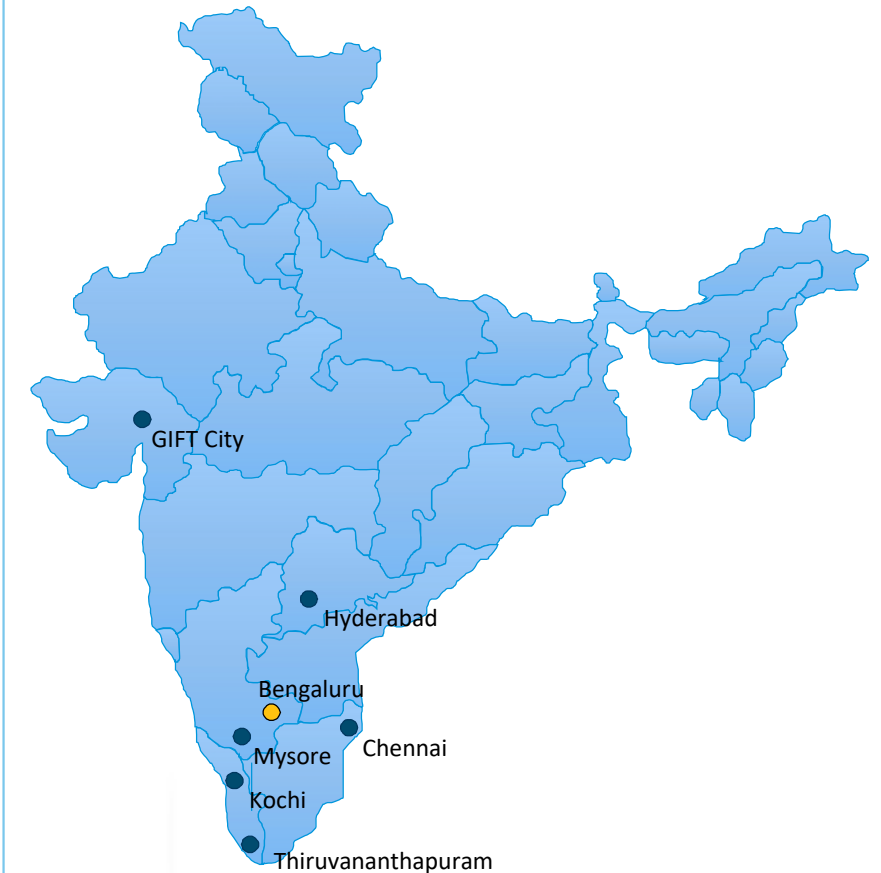 GIFT City
Hyderabad
Bengaluru
Chennai
Mysore
Kochi
Thiruvananthapuram